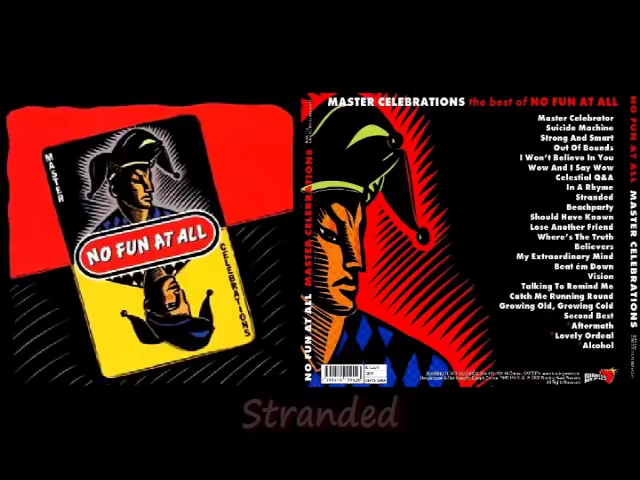 MASTER
NO FUN AT ALL
CELEBRATIONS
NO FUN AT ALL MASTER CELEBRATIONS
MASTER CELEBRATIONS the best of NO FUN AT ALL
Master Celebrator
Suicide Machine
Strong And Smart
Out Of Bounds
I Won't Believe In You
Wow And I Say Wow
Celestial Q&A
In A Rhyme
Stranded
Beachparty
Should Have Known
Lose Another Friend
Where's The Truth
Believers
My Extraordinary Mind
Beat em Down
Vision
Talking To Remind Me
Catch Me Running Round
Growing Old, Growing Cold
Second Best
*Aftermath
*Lovely Ordeal
*Alcohol
NO FUN AT ALL MASTER CELEBRATIONS
Stranded